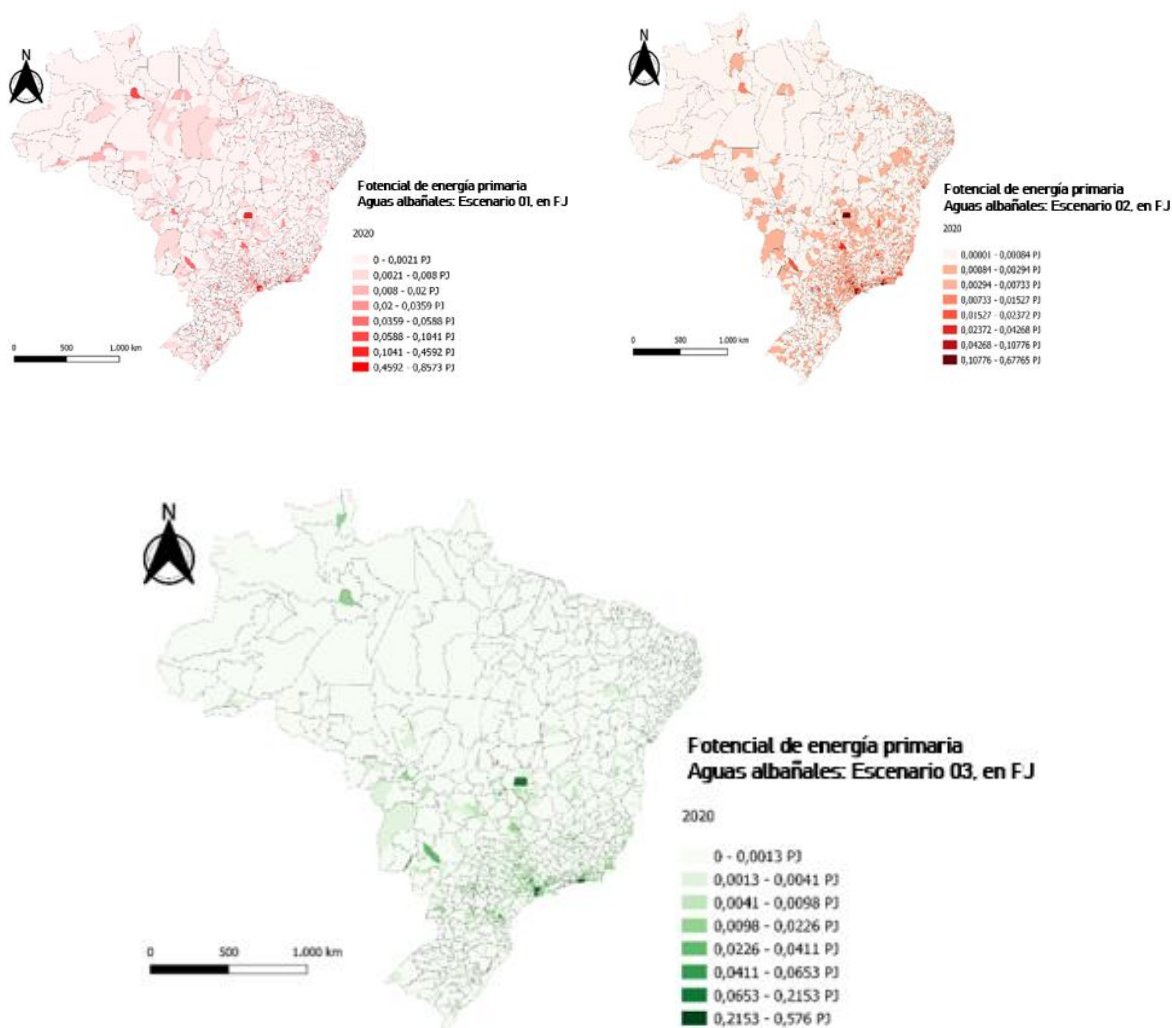 N
Fotencial de energía primaria
Aguas albañales: Escenario 01, en FJ
2020
0 - 0,0021 PJ
0,0021 - 0,008 PJ
0,008 - 0,02 PJ
0,02 - 0,0359 PJ
0,0359 - 0,0588 PJ
0,0588 - 0,1041 PJ
0,1041 - 0,4592 PJ
0,4592 - 0,8573 PJ
0 500 1.000 km
N
Fotencial de energía primaria
Aguas albañales: Escenario 02, en FJ
2020
0,00001 - 0,00084 PJ
0,00084 - 0,00294 PJ
0,00294 - 0,00733 PJ
0,00733 - 0,01527 PJ
0,01527 - 0,02372 PJ
0,02372 - 0,04268 PJ
0,04268 - 0,10776 PJ
0,10776 - 0,67765 PJ
0 500 1.000 km
N
Fotencial de energía primaria
Aguas albañales: Escenario 03, en FJ
2020
0 - 0,0013 PJ
0,0013 - 0,0041 PJ
0,0041 - 0,0098 PJ
0,0098 - 0,0226 PJ
0,0226 - 0,0411 PJ
0,0411 - 0,0653 PJ
0,0653 - 0,2153 PJ
0,2153 - 0,576 PJ
0 500 1.000 km